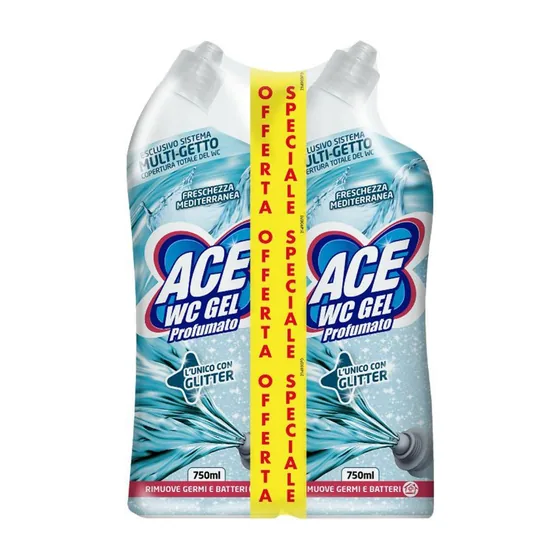 ESCLUSIVO SISTEMA
MULTI-GETTO
COPERTURA TOTALE DEL WC
FRESCHEZZA
MEDITERRANEA
ACE
WC GEL
Profumato
L'UNICO CON
GLITTER
750ml
RIMUOVE GERMI E BATTERI
OFFERTA OFFERTA OFFERTA
SPECIALE SPECIALE SPECIALE
ESCLUSIVO SISTEMA
MULTI-GETTO
COPERTURA TOTALE DEL WC
FRESCHEZZA
MEDITERRANEA
ACE
WC GEL
Profumato
L'UNICO CON
GLITTER
750ml
RIMUOVE GERMI E BATTERI